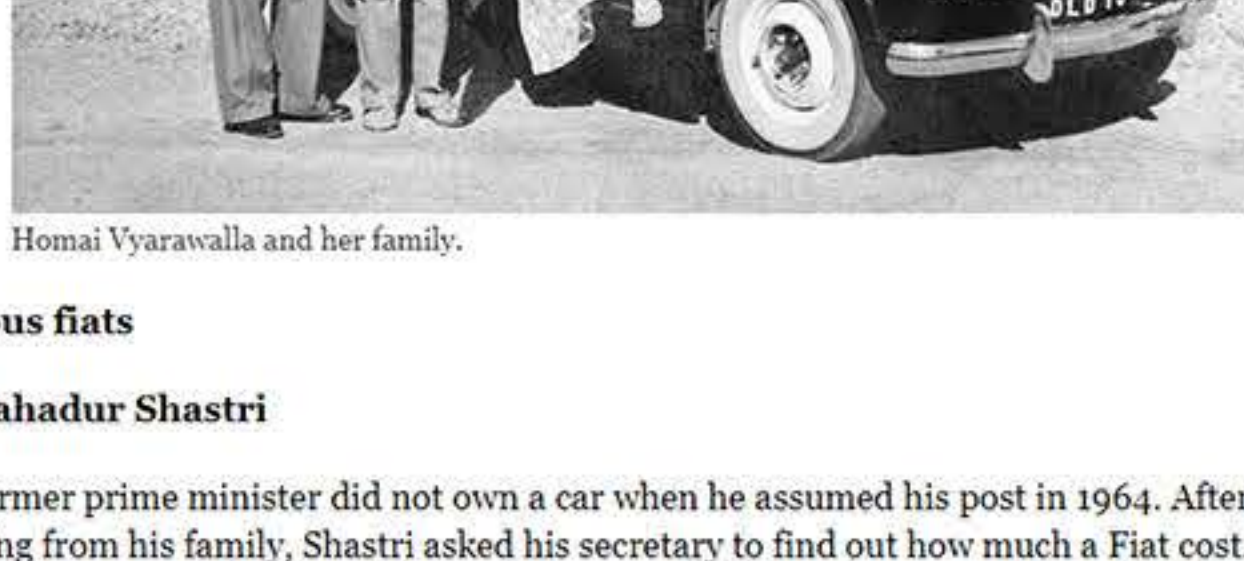 Homai Vyarawalla and her family.
us fiats
ahadur Shastri
rmer prime minister did not own a car when he assumed his post in 1964. After
ng from his family, Shastri asked his secretary to find out how much a Fiat cost.